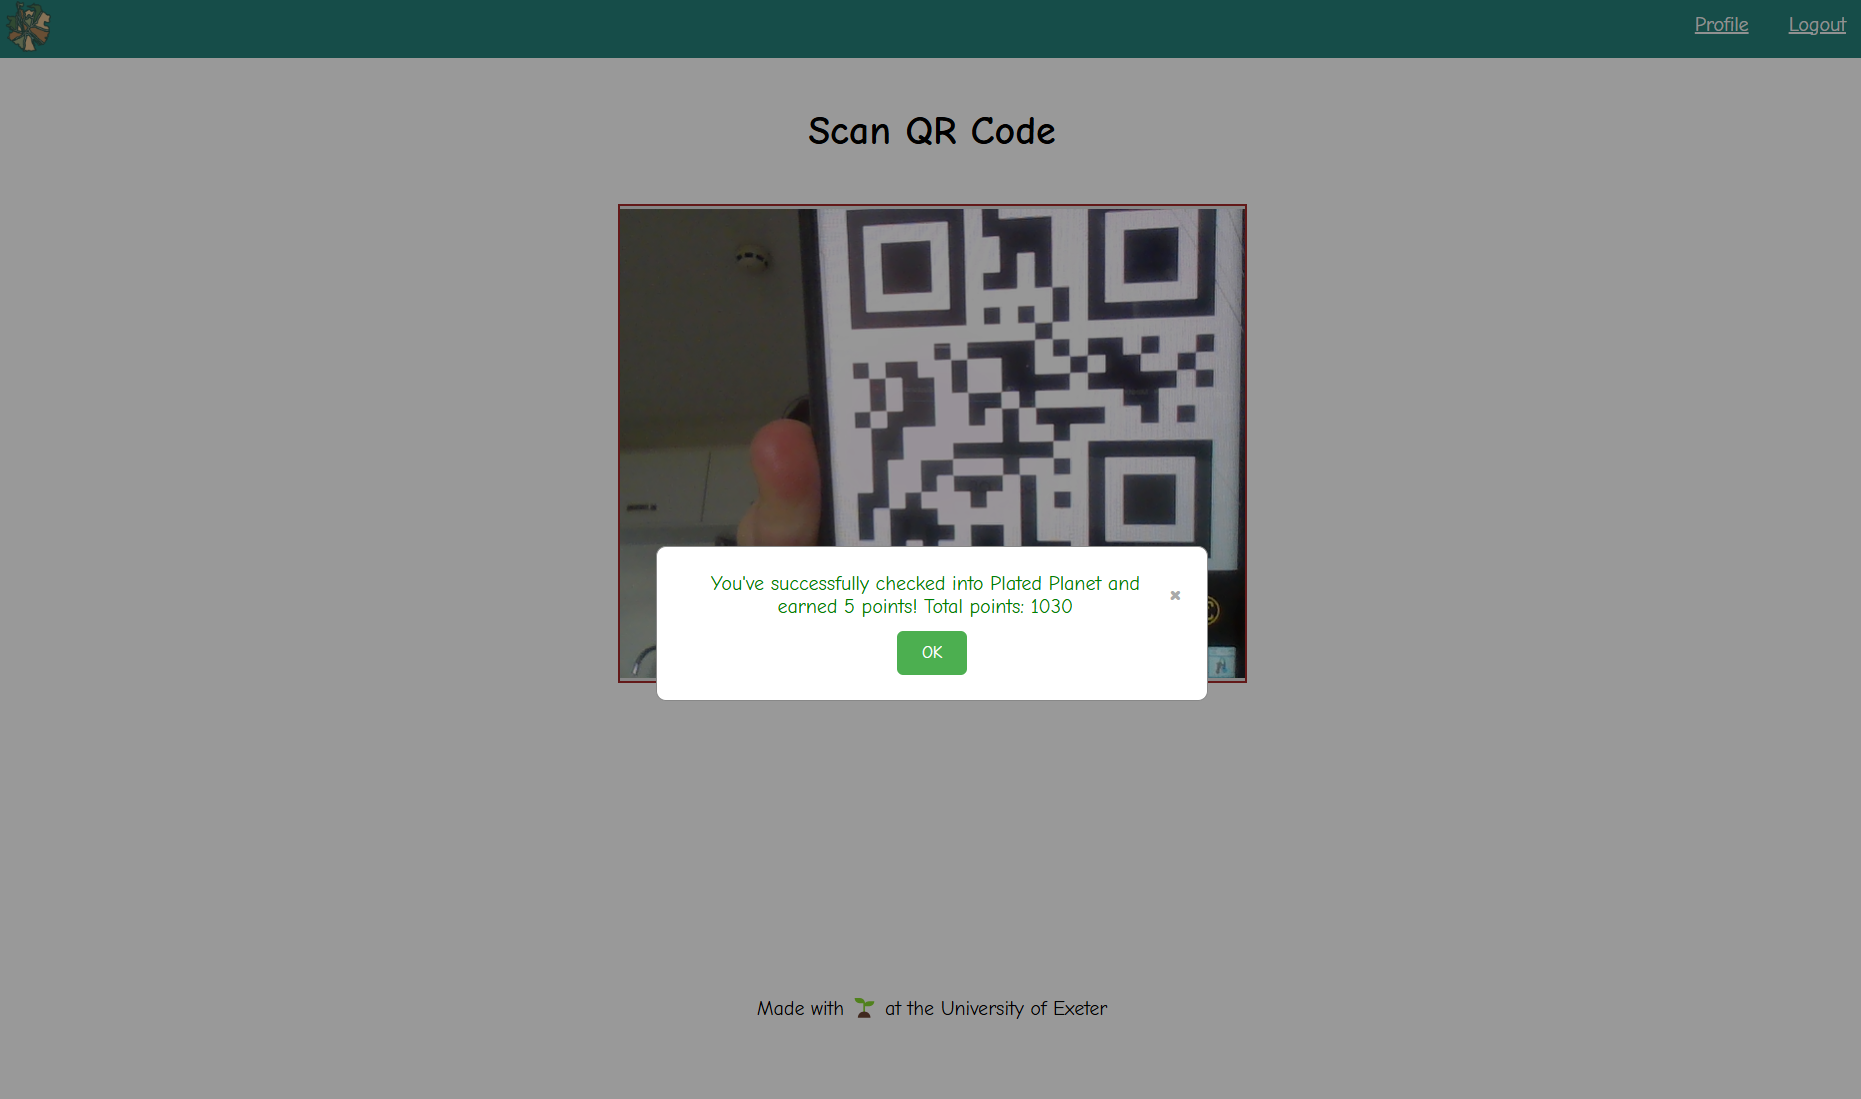 Profile
Logout
Scan QR Code
You've successfully checked into Plated Planet and
earned 5 points! Total points: 1030
OK
Made with 🌱 at the University of Exeter